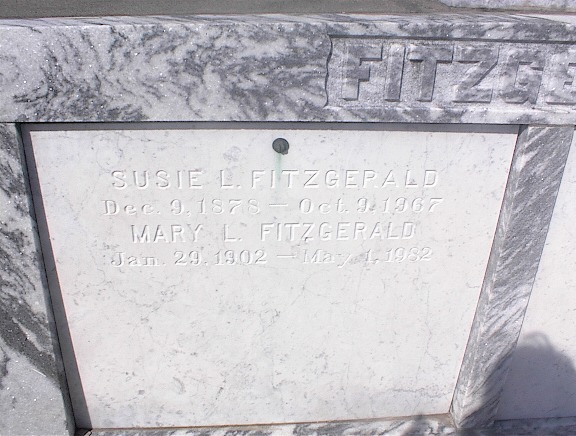 FITZGE
SUSIE L. FITZGERALD
Dec. 9, 1878 — Oct. 9, 1967
MARY L. FITZGERALD
Jan. 29, 1902 — May 1, 1982